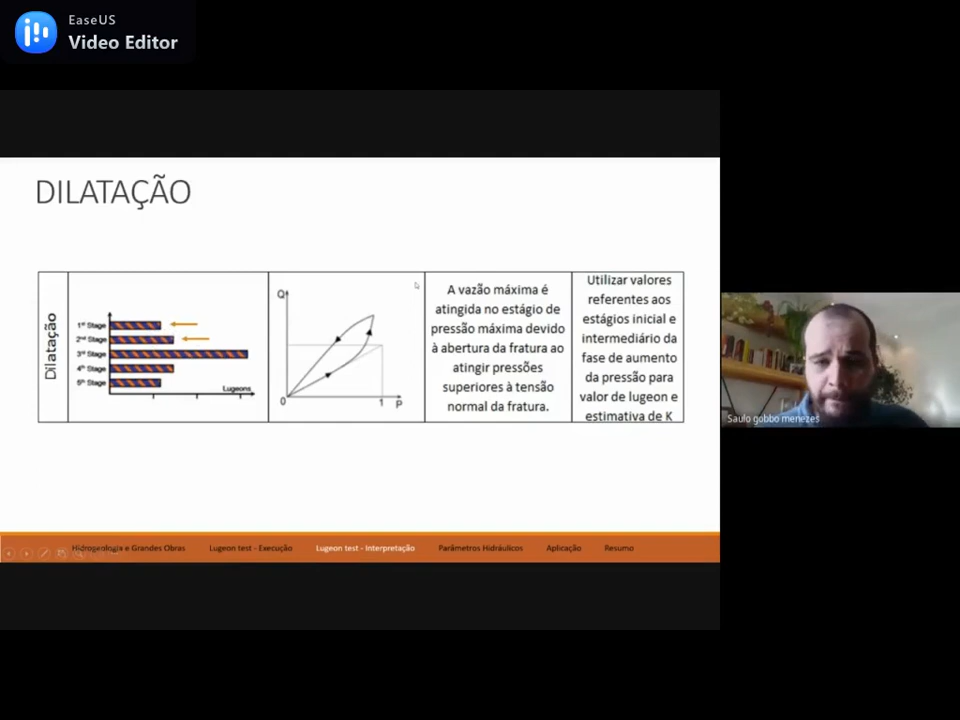 EaseUS
Video Editor
DILATAÇÃO
Dilatação
1st Stage
2nd Stage
3rd Stage
4th Stage
5th Stage
Lugeons
Q
0
1
P
A vazão máxima é
atingida no estágio de
pressão máxima devido
à abertura da fratura ao
atingir pressões
superiores à tensão
normal da fratura.
Utilizar valores
referentes aos
estágios inicial e
intermediário da
fase de aumento
da pressão para
valor de lugeon e
estimativa de K
Saulo gobbo menezes
Hidrogeologia e Grandes Obras
Lugeon test - Execução
Lugeon test - Interpretação
Parâmetros Hidráulicos
Aplicação
Resumo